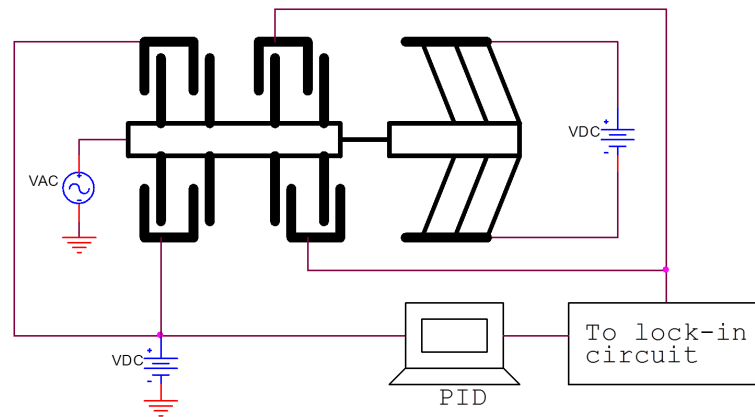 VDC
+
-
VAC
+
-
To lock-in
circuit
VDC
+
-
PID